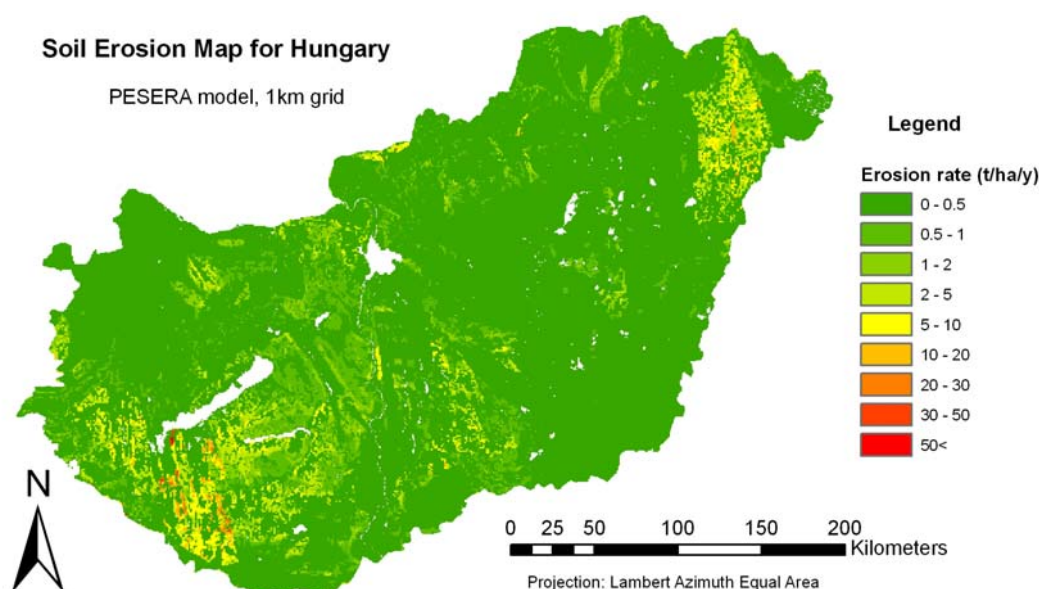 Soil Erosion Map for Hungary
PESERA model, 1km grid
Legend
Erosion rate (t/ha/y)
0 - 0.5
0.5 - 1
1 - 2
2 - 5
5 - 10
10 - 20
20 - 30
30 - 50
50<
N
0 25 50 100 150 200
Kilometers
Projection: Lambert Azimuth Equal Area